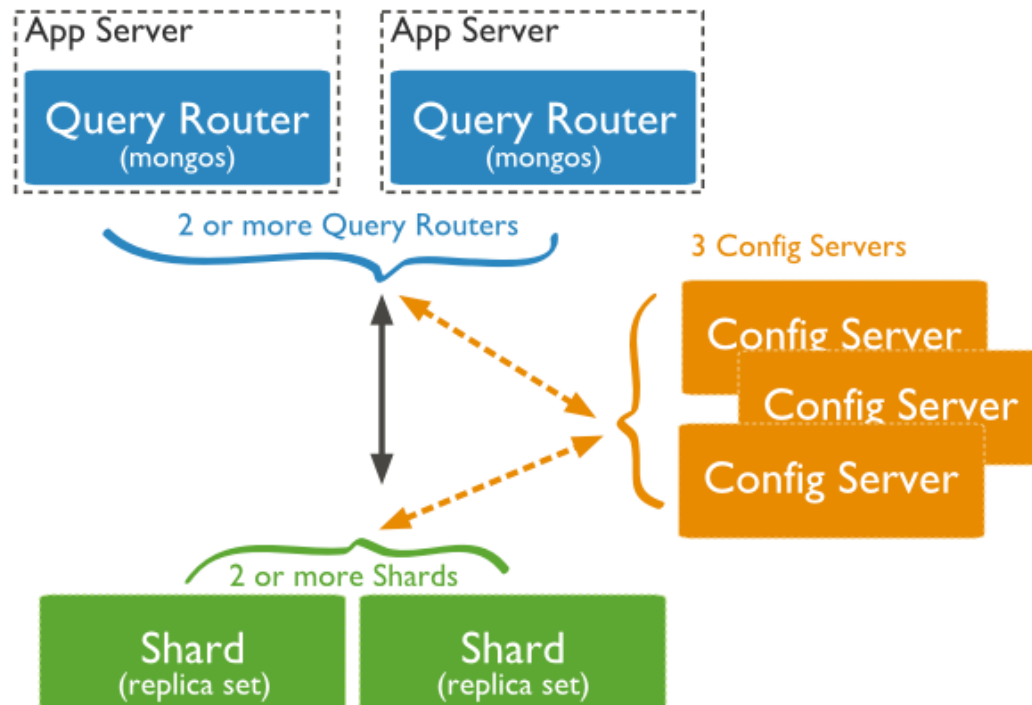 App Server
Query Router
(mongos)
App Server
Query Router
(mongos)
2 or more Query Routers
3 Config Servers
Config Server
Config Server
Config Server
2 or more Shards
Shard
(replica set)
Shard
(replica set)